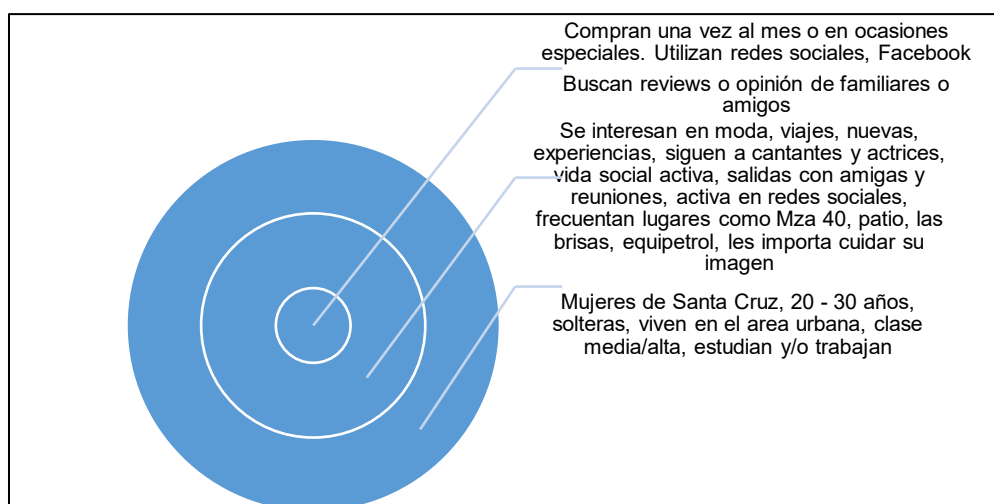 Compran una vez al mes o en ocasiones
especiales. Utilizan redes sociales, Facebook
Buscan reviews o opinión de familiares o
amigos
Se interesan en moda, viajes, nuevas,
experiencias, siguen a cantantes y actrices,
vida social activa, salidas con amigas y
reuniones, activa en redes sociales,
frecuentan lugares como Mza 40, patio, las
brisas, equipetrol, les importa cuidar su
imagen
Mujeres de Santa Cruz, 20 - 30 años,
solteras, viven en el area urbana, clase
media/alta, estudian y/o trabajan